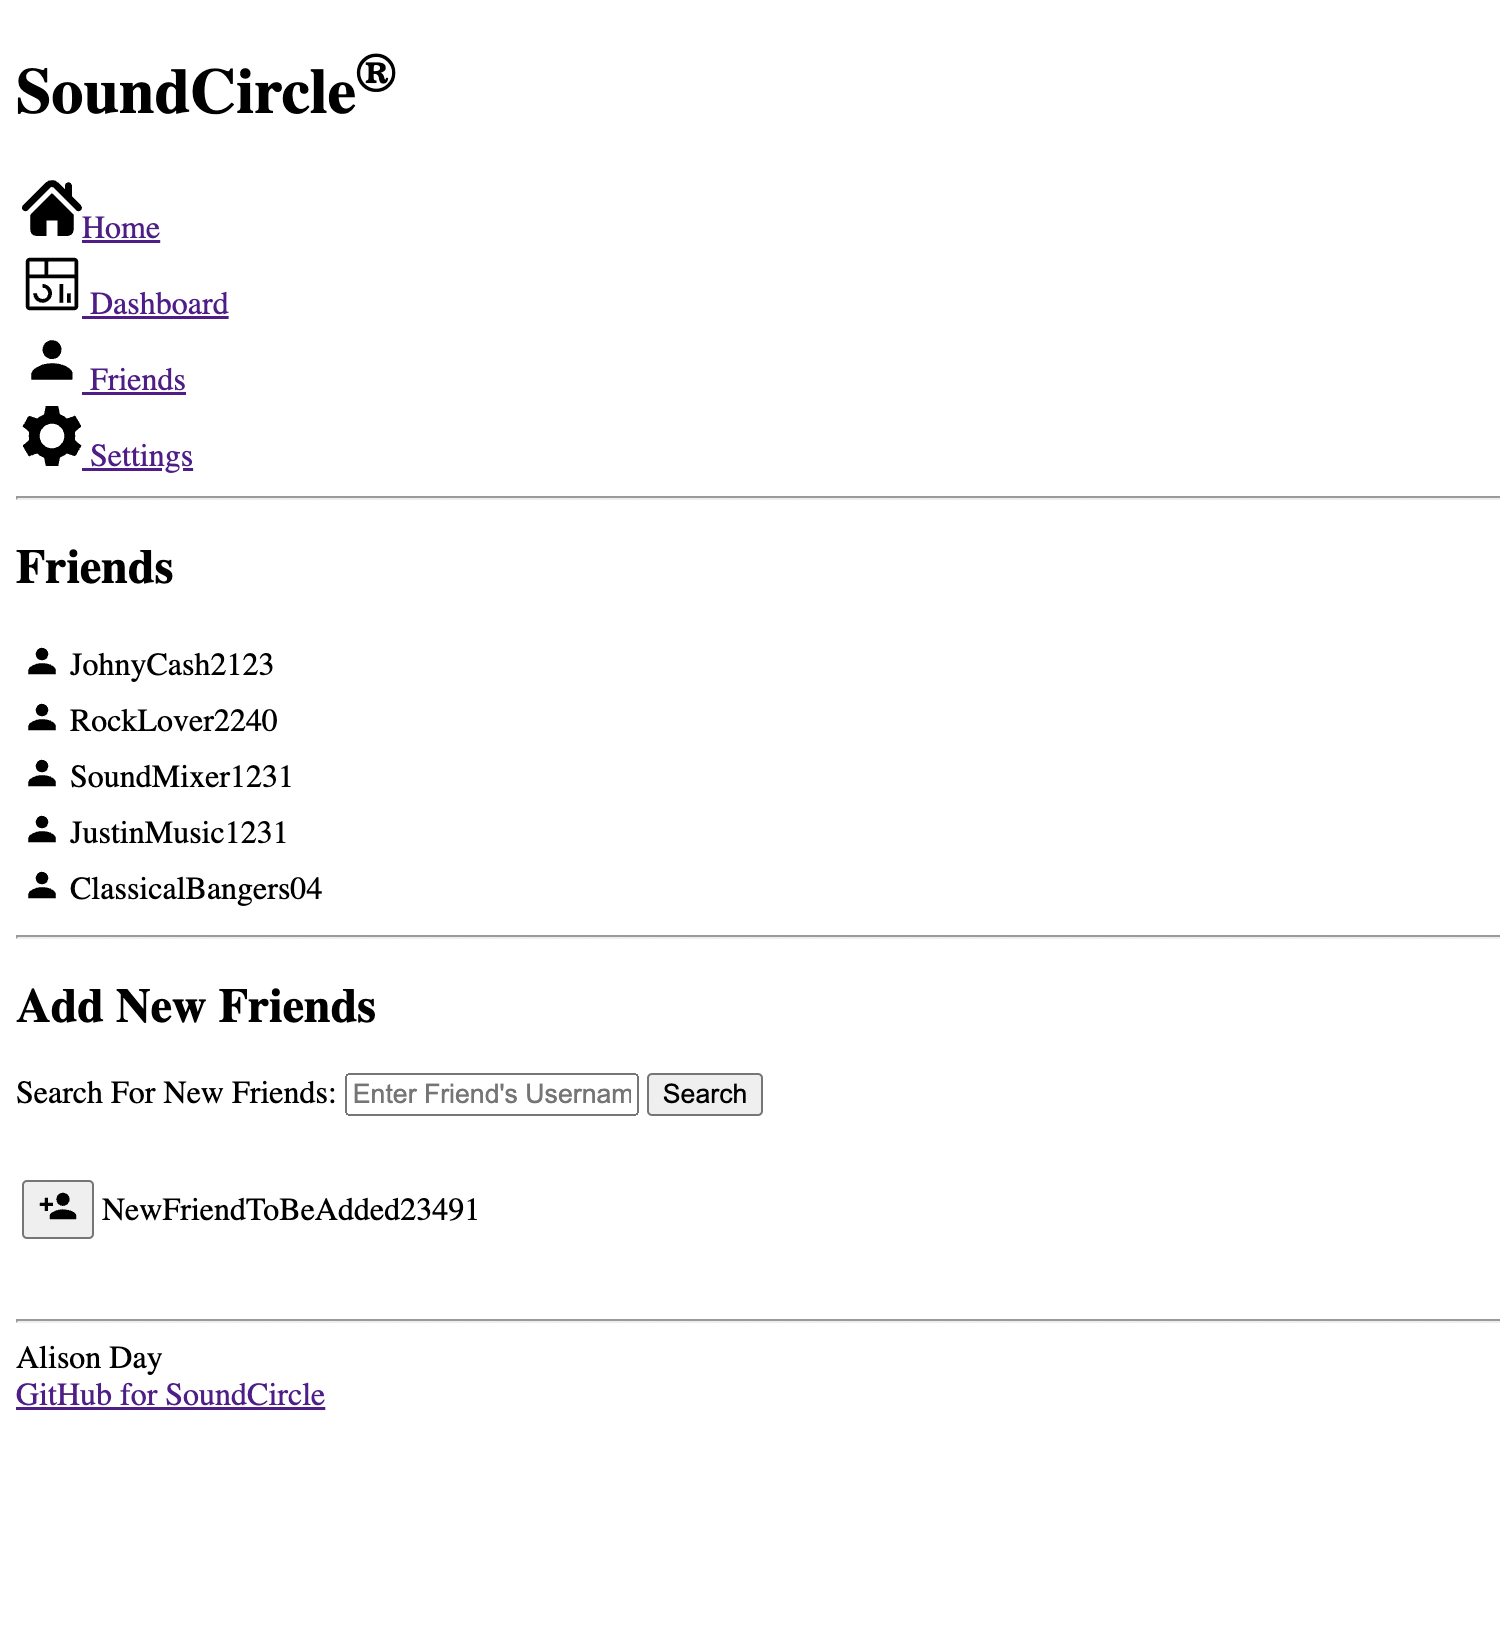 SoundCircle®
Home
Dashboard
Friends
Settings
Friends
JohnyCash2123
RockLover2240
SoundMixer1231
JustinMusic1231
ClassicalBangers04
Add New Friends
Search For New Friends: Enter Friend's Usernam Search
NewFriendToBeAdded23491
Alison Day
GitHub for SoundCircle